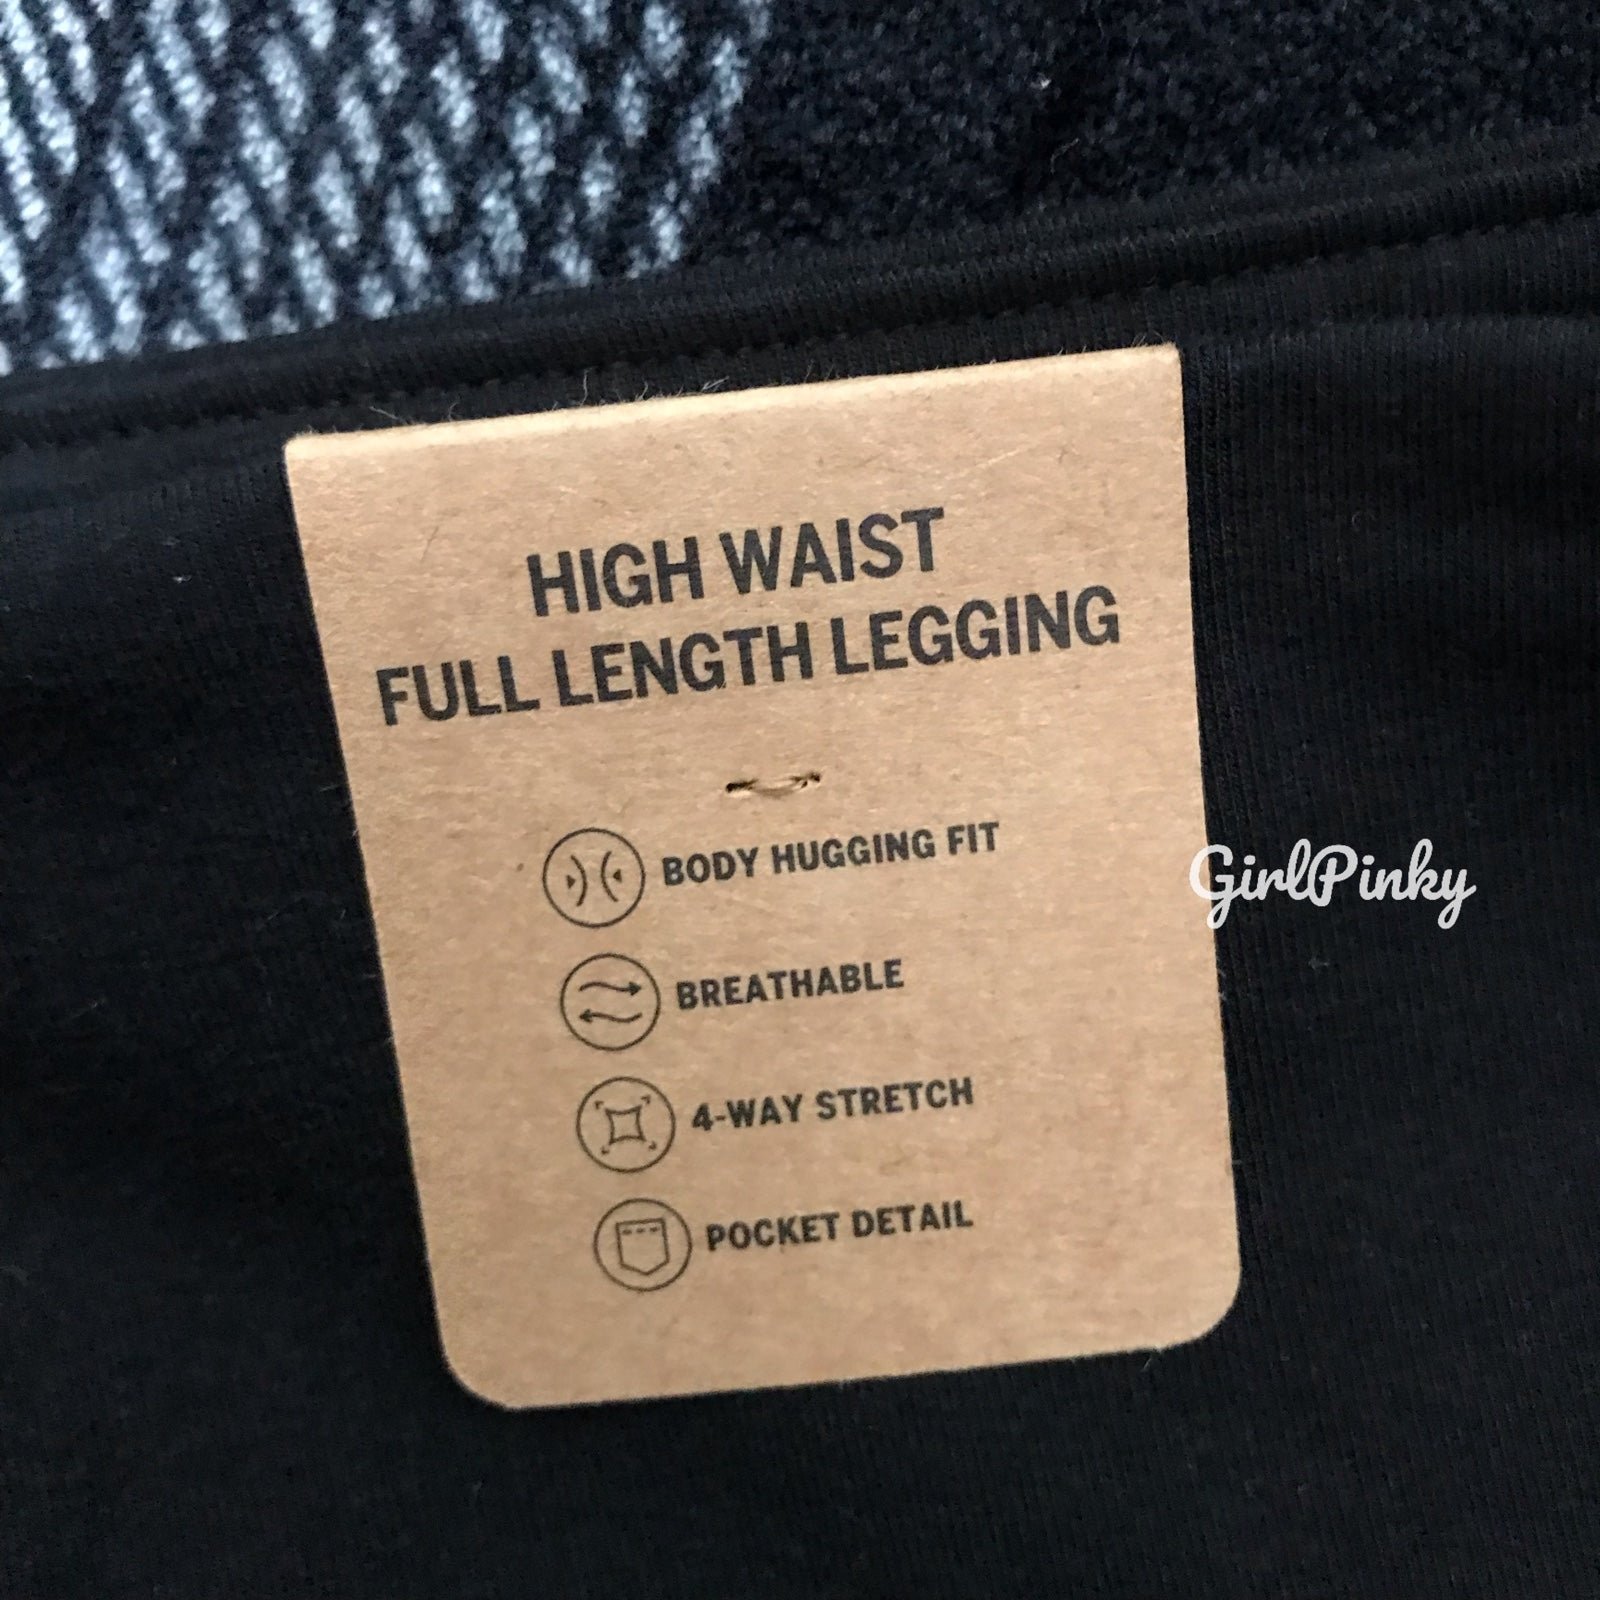 HIGH WAIST
FULL LENGTH LEGGING
BODY HUGGING FIT
BREATHABLE
4-WAY STRETCH
POCKET DETAIL
GirlPinky